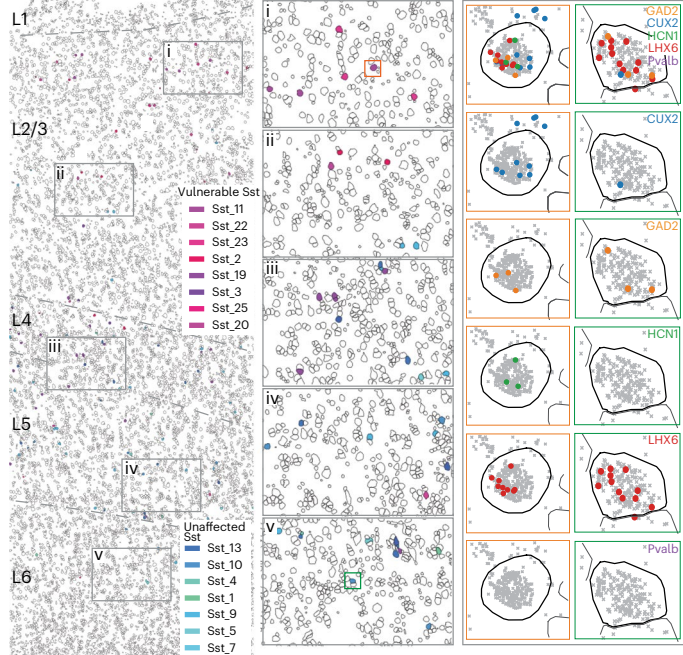 L1
i
L2/3
ii
Vulnerable Sst
Sst_11
Sst_22
Sst_23
Sst_2
Sst_19
Sst_3
Sst_25
Sst_20
L4
iii
L5
iv
Unaffected
Sst
Sst_13
Sst_10
Sst_4
Sst_1
Sst_9
Sst_5
Sst_7
v
L6
i
ii
iii
iv
v
GAD2
CUX2
HCN1
LHX6
Pvalb
CUX2
GAD2
HCN1
LHX6
Pvalb